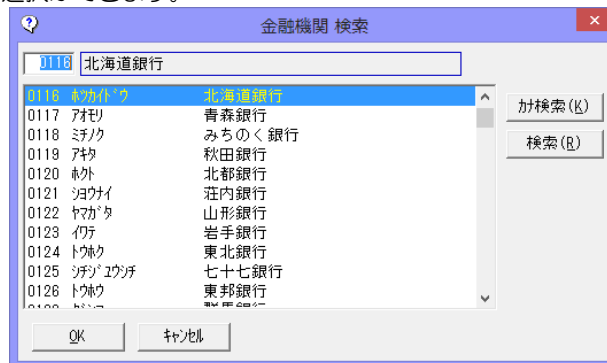 選択ができます。
金融機関 検索
0116 北海道銀行
0116 ﾎﾂｶｲﾄﾞｳ 北海道銀行
0117 ｱｵﾓﾘ 青森銀行
0118 ﾐﾁﾉｸ みちのく銀行
0119 ｱｷﾀ 秋田銀行
0120 ﾎｸﾄ 北都銀行
0121 ｼﾖｳﾅｲ 荘内銀行
0122 ﾔﾏｶﾞﾀ 山形銀行
0123 ｲﾜﾃ 岩手銀行
0124 ﾄｳﾎｸ 東北銀行
0125 ｼﾁｼﾞﾕｳｼﾁ 七十七銀行
0126 ﾄｳﾎｳ 東邦銀行
ｶﾅ検索(K)
検索(R)
OK
ｷｬﾝｾﾙ